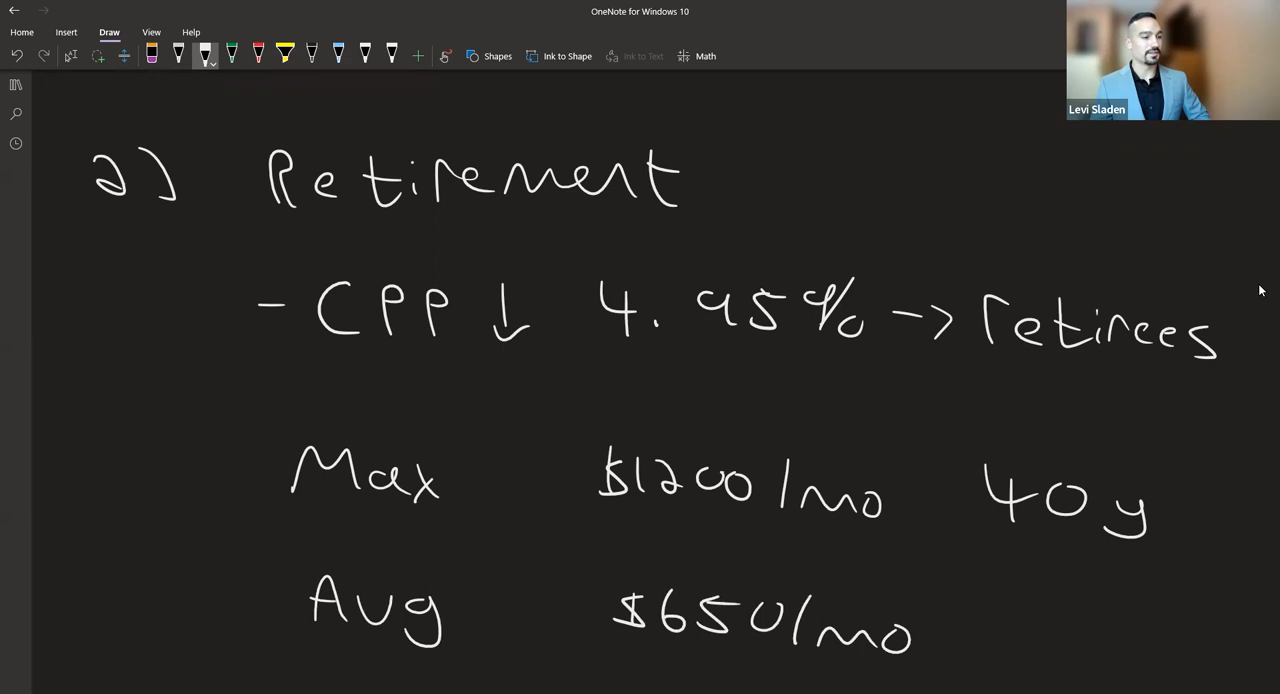 OneNote for Windows 10
Home Insert Draw View Help
Shapes Ink to Shape Ink to Text Math
Levi Sladen
2) Retirement
- CPP ↓ 4.95% -> retirees
Max $1200/mo 40y
Avg $650/mo